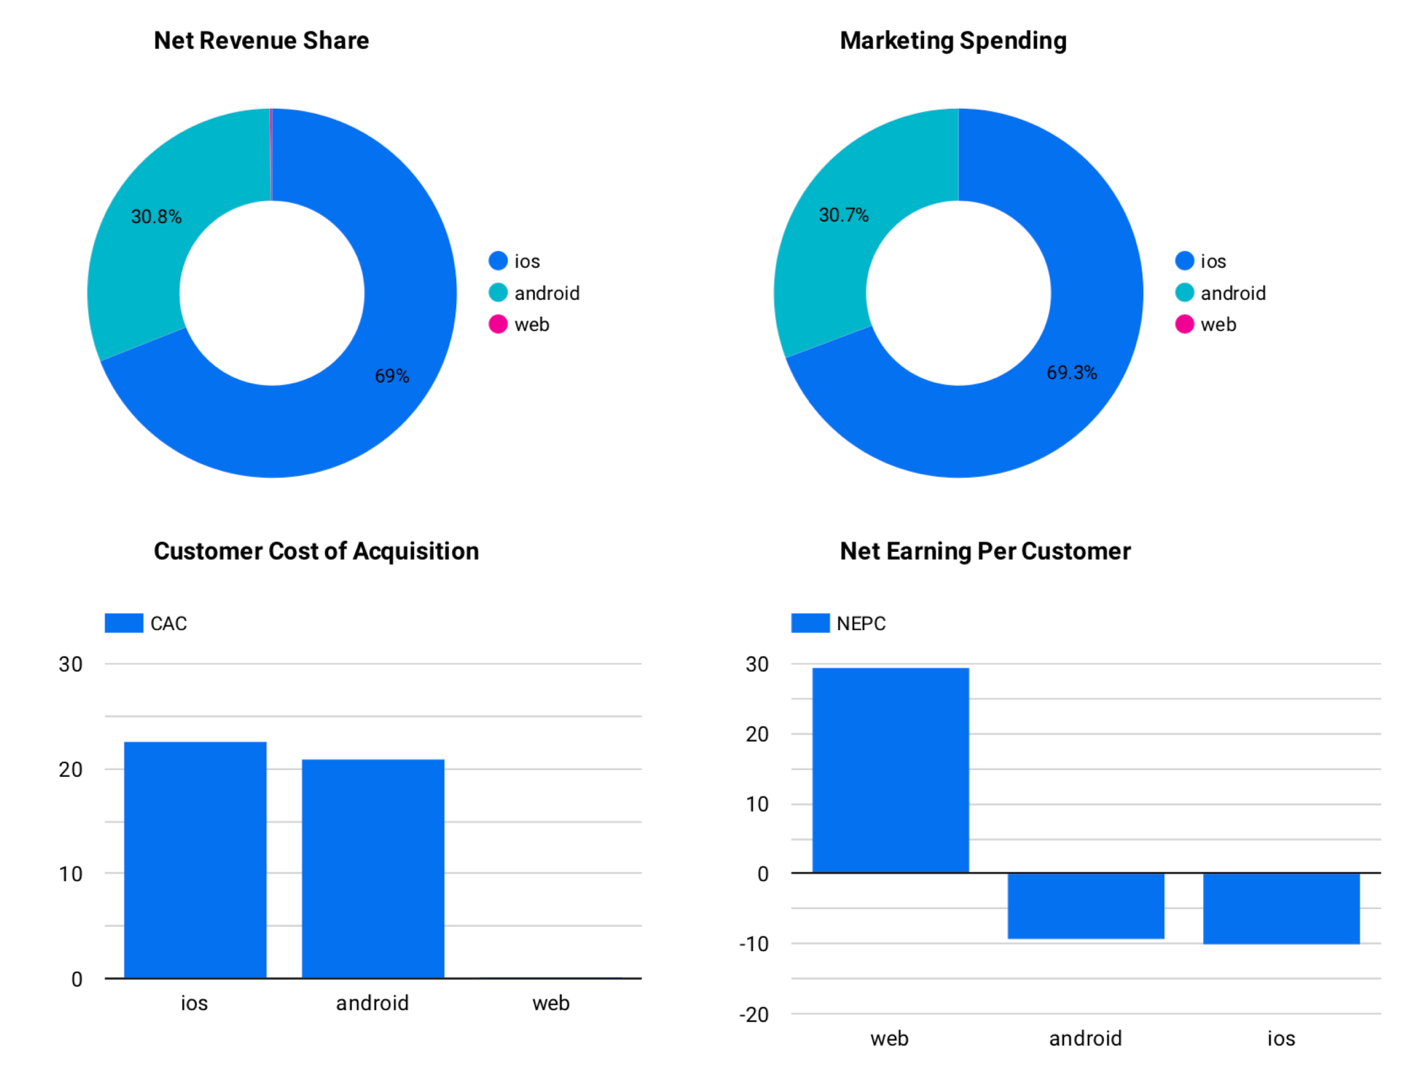 Net Revenue Share
30.8%
69%
ios
android
web
Marketing Spending
30.7%
69.3%
ios
android
web
Customer Cost of Acquisition
CAC
30
20
10
0
ios
android
web
Net Earning Per Customer
NEPC
30
20
10
0
-10
-20
web
android
ios